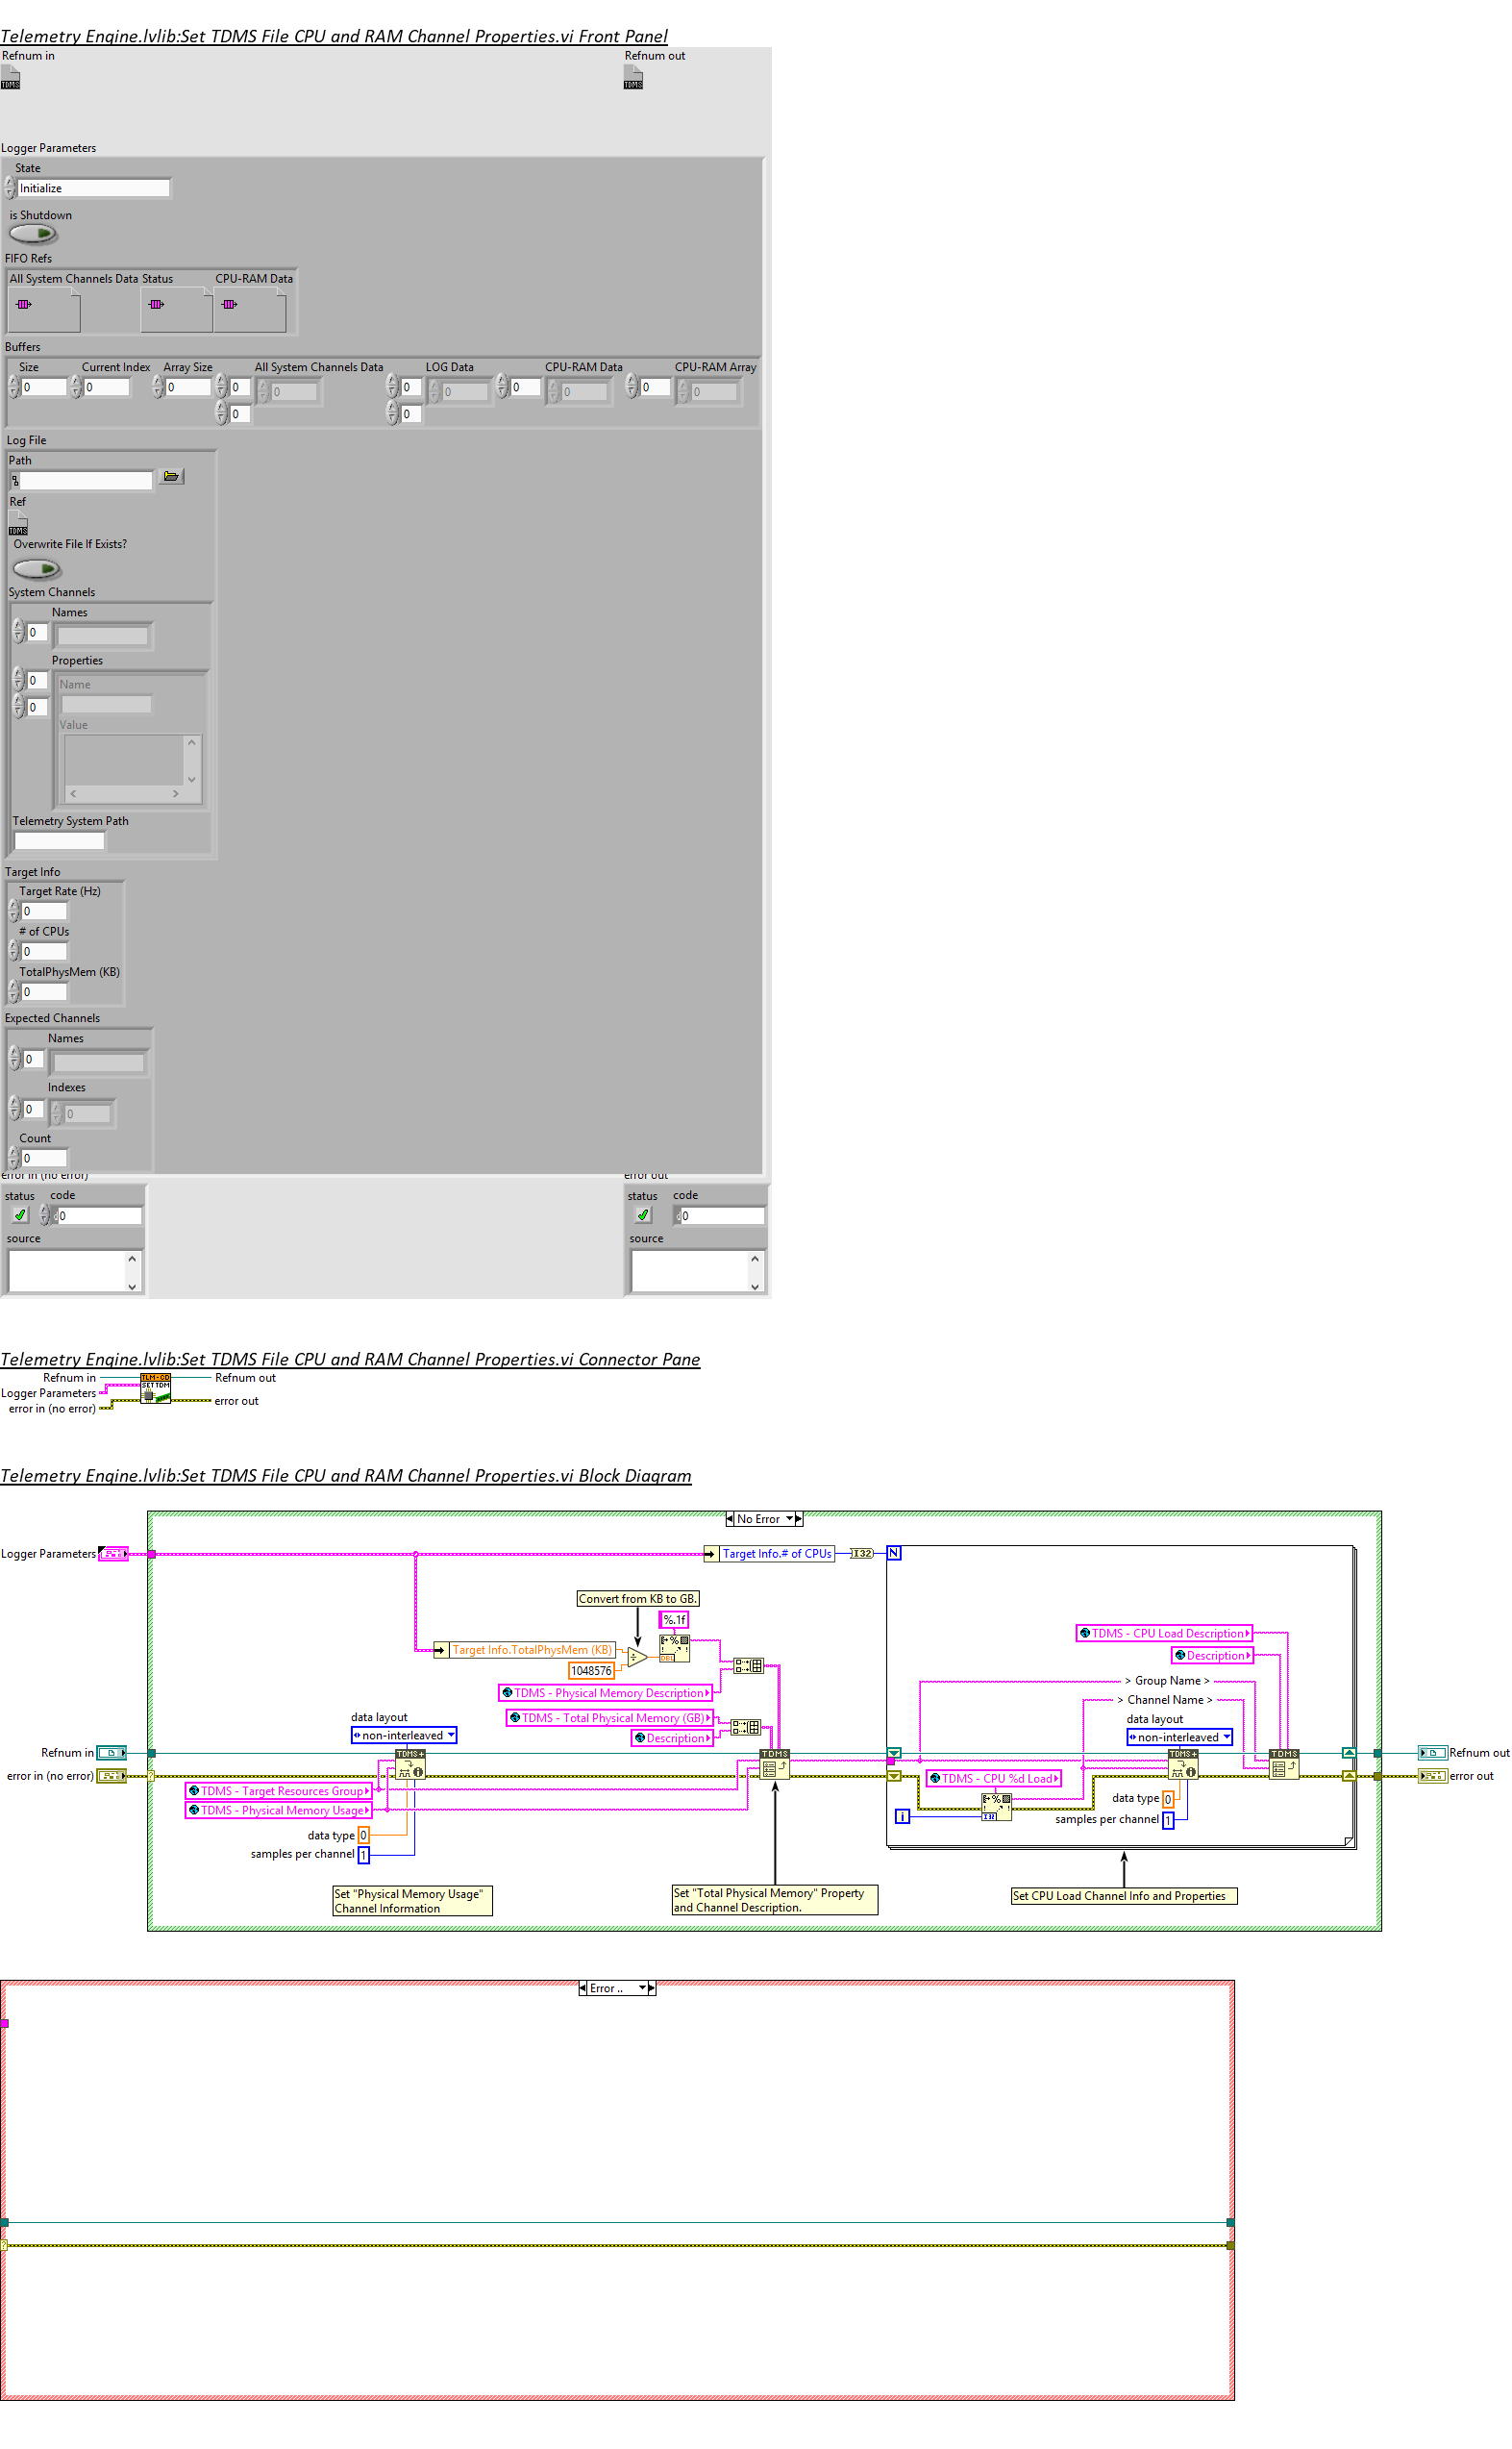 Telemetry Engine.lvlib:Set TDMS File CPU and RAM Channel Properties.vi Front Panel
Refnum in
Refnum out
TDMS
TDMS
Logger Parameters
State
Initialize
is Shutdown
FIFO Refs
All System Channels Data
Status
CPU-RAM Data
Buffers
Size
Current Index
Array Size
All System Channels Data
LOG Data
CPU-RAM Data
CPU-RAM Array
0
0
0
0
0
0
0
0
0
0
0
0
0
Log File
Path
Ref
TDMS
Overwrite File If Exists?
System Channels
Names
0
Properties
0
Name
0
Value
Telemetry System Path
Target Info
Target Rate (Hz)
0
# of CPUs
0
TotalPhysMem (KB)
0
Expected Channels
Names
0
Indexes
0
0
Count
0
error in (no error)
error out
status
code
status
code
0
0
source
source
Telemetry Engine.lvlib:Set TDMS File CPU and RAM Channel Properties.vi Connector Pane
Refnum in
TLM-CD
Refnum out
Logger Parameters
SET TDM
error in (no error)
error out
Telemetry Engine.lvlib:Set TDMS File CPU and RAM Channel Properties.vi Block Diagram
No Error
Logger Parameters
Target Info.# of CPUs
I32
N
Convert from KB to GB.
%.1f
Target Info.TotalPhysMem (KB)
DBL
1048576
TDMS - CPU Load Description
Description
> Group Name >
> Channel Name >
TDMS - Physical Memory Description
data layout
TDMS - Total Physical Memory (GB)
data layout
non-interleaved
Description
non-interleaved
Refnum in
TDMS+
TDMS
TDMS+
TDMS
Refnum out
error in (no error)
error out
TDMS - Target Resources Group
TDMS - CPU %d Load
TDMS - Physical Memory Usage
data type
0
i
I32
samples per channel
1
data type
0
samples per channel
1
Set "Physical Memory Usage"
Channel Information
Set "Total Physical Memory" Property
and Channel Description.
Set CPU Load Channel Info and Properties
Error ..